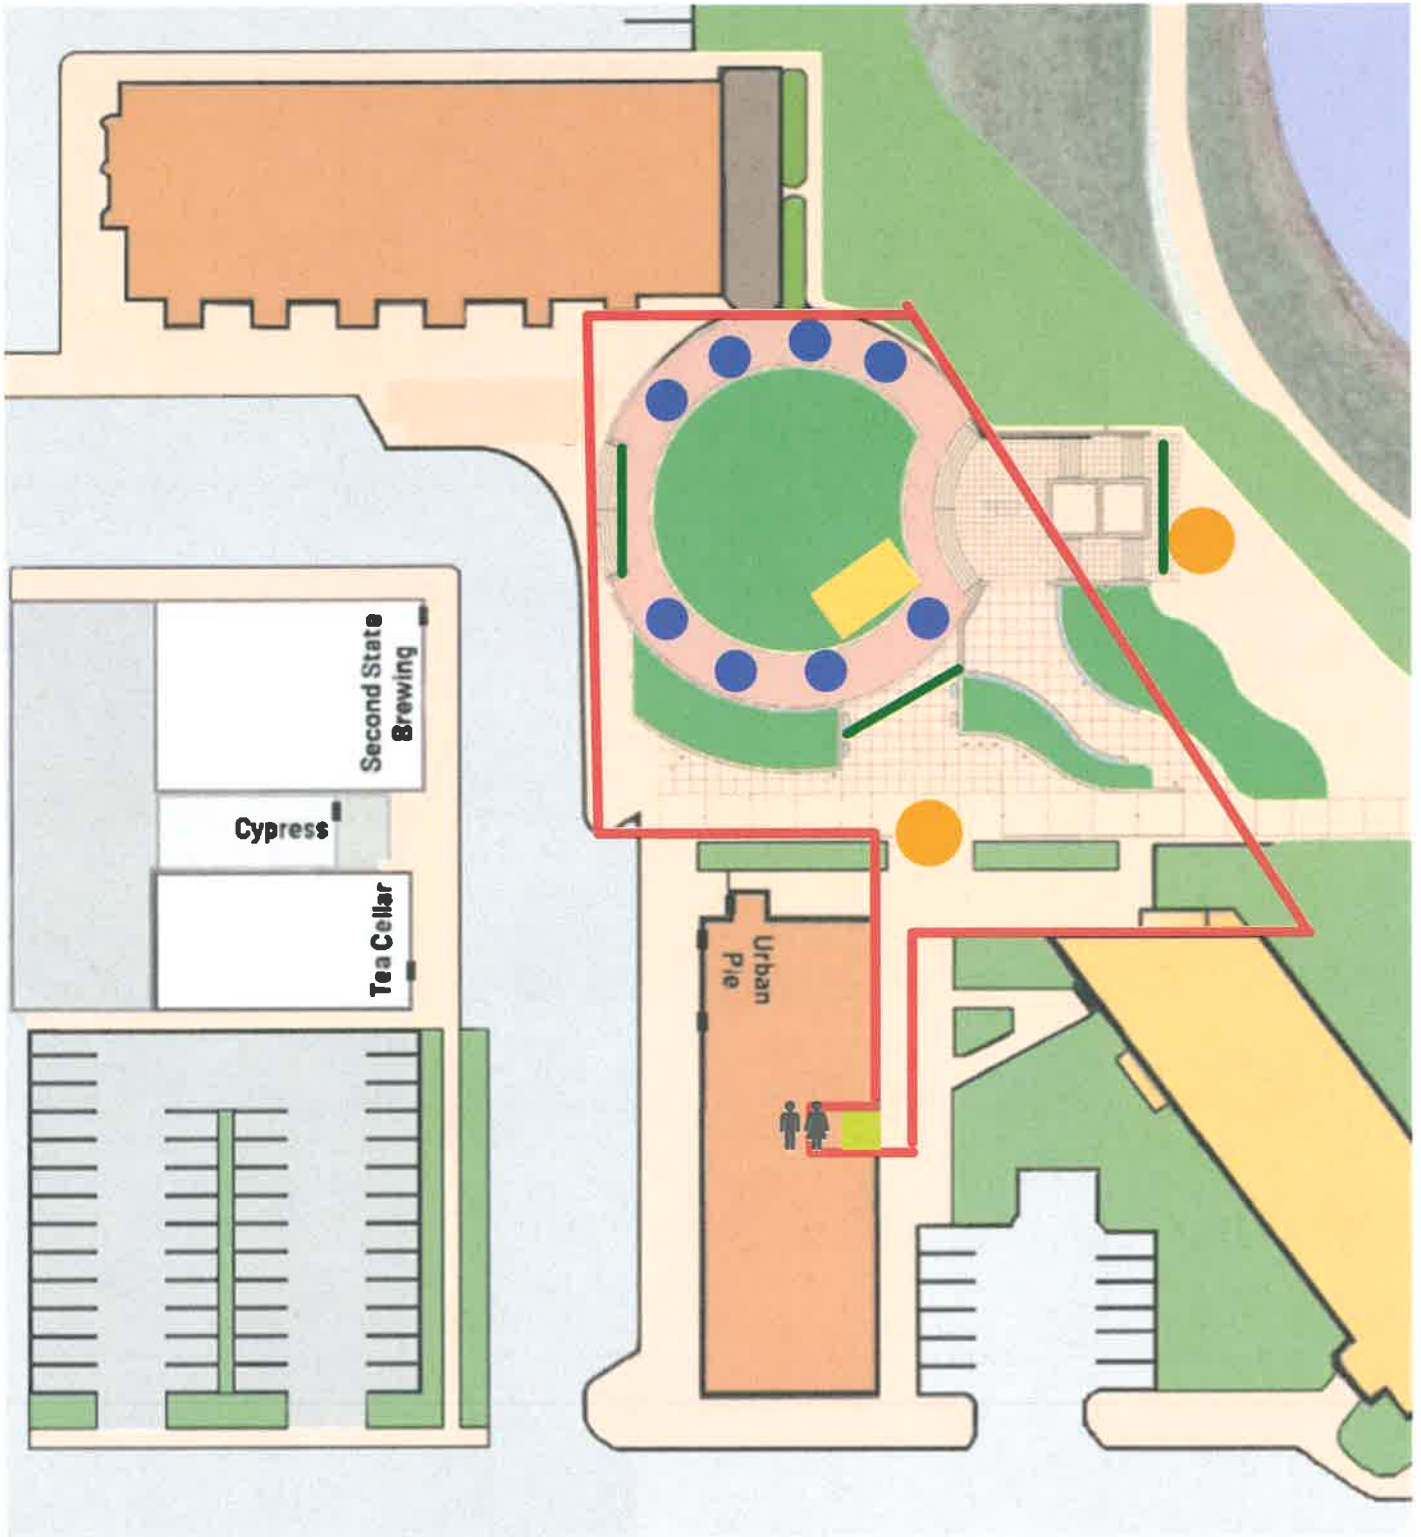 Second State
Brewing
Cypress
Tea Cellar
Urban
Pie